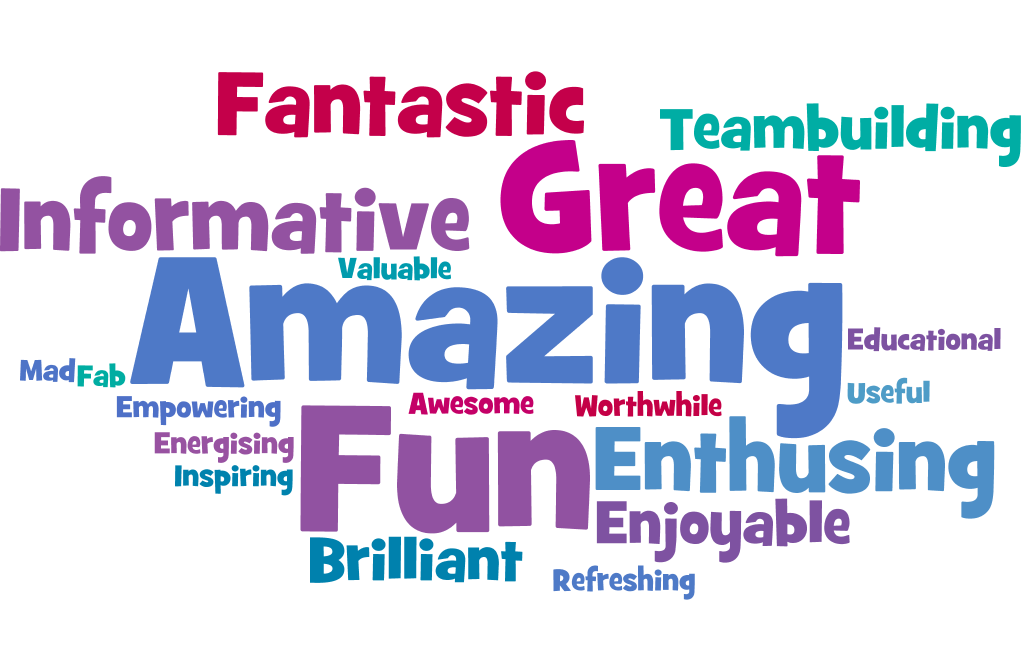 Fantastic
Teambuilding
Great
Informative
Valuable
Amazing
Educational
Mad
Fab
Useful
Empowering
Awesome
Worthwhile
Fun
Enthusing
Energising
Inspiring
Enjoyable
Brilliant
Refreshing